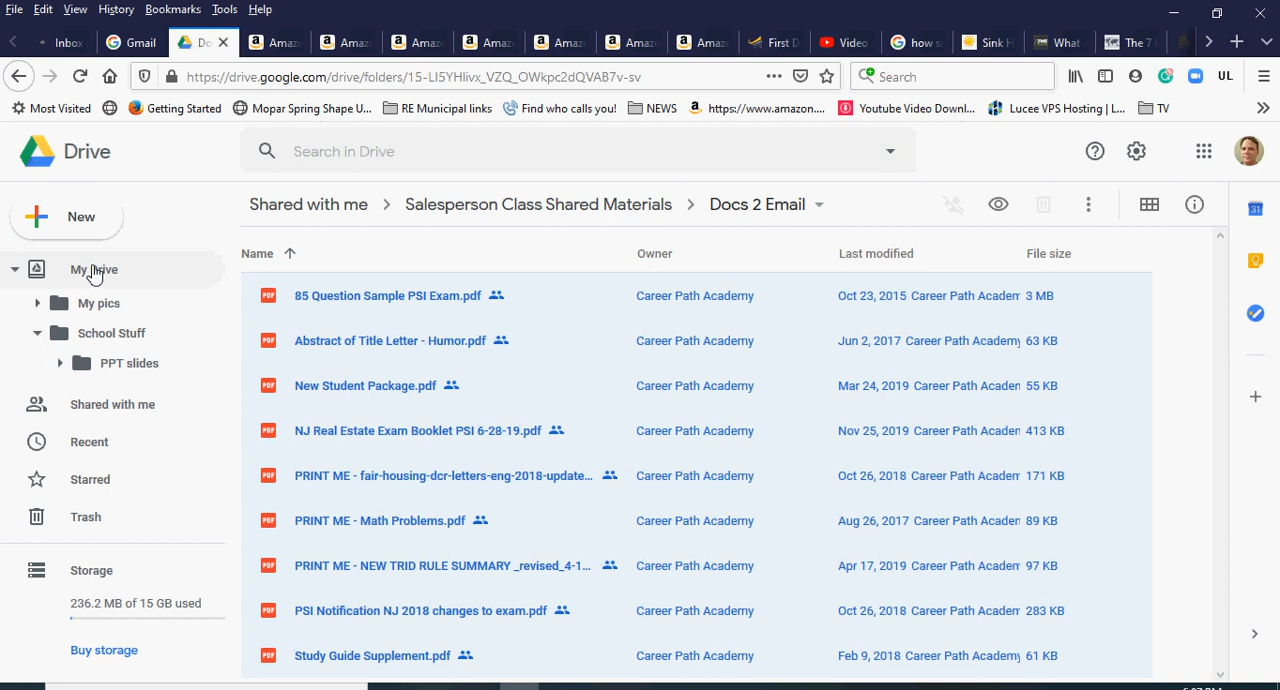 File Edit View History Bookmarks Tools Help
Inbox Gmail Do Amaz Amaz Amaz Amaz Amaz Amaz Amaz First D Video how s Sink H What The 7
https://drive.google.com/drive/folders/15-LI5YHlivx_VZQ_OWkpc2dQVAB7v-sv Search UL
Most Visited Getting Started Mopar Spring Shape U... RE Municipal links Find who calls you! NEWS https://www.amazon.... Youtube Video Downl... Lucee VPS Hosting | L... TV
Drive Search in Drive
New Shared with me > Salesperson Class Shared Materials > Docs 2 Email
Name Owner Last modified File size
My Drive
My pics
School Stuff
PPT slides
Shared with me
Recent
Starred
Trash
Storage
236.2 MB of 15 GB used
Buy storage
85 Question Sample PSI Exam.pdf Career Path Academy Oct 23, 2015 Career Path Academ 3 MB
Abstract of Title Letter - Humor.pdf Career Path Academy Jun 2, 2017 Career Path Academy 63 KB
New Student Package.pdf Career Path Academy Mar 24, 2019 Career Path Academ 55 KB
NJ Real Estate Exam Booklet PSI 6-28-19.pdf Career Path Academy Nov 25, 2019 Career Path Academ 413 KB
PRINT ME - fair-housing-dcr-letters-eng-2018-update... Career Path Academy Oct 26, 2018 Career Path Academ 171 KB
PRINT ME - Math Problems.pdf Career Path Academy Aug 26, 2017 Career Path Academ 89 KB
PRINT ME - NEW TRID RULE SUMMARY _revised_4-1... Career Path Academy Apr 17, 2019 Career Path Academ 97 KB
PSI Notification NJ 2018 changes to exam.pdf Career Path Academy Oct 26, 2018 Career Path Academ 283 KB
Study Guide Supplement.pdf Career Path Academy Feb 9, 2018 Career Path Academy 61 KB